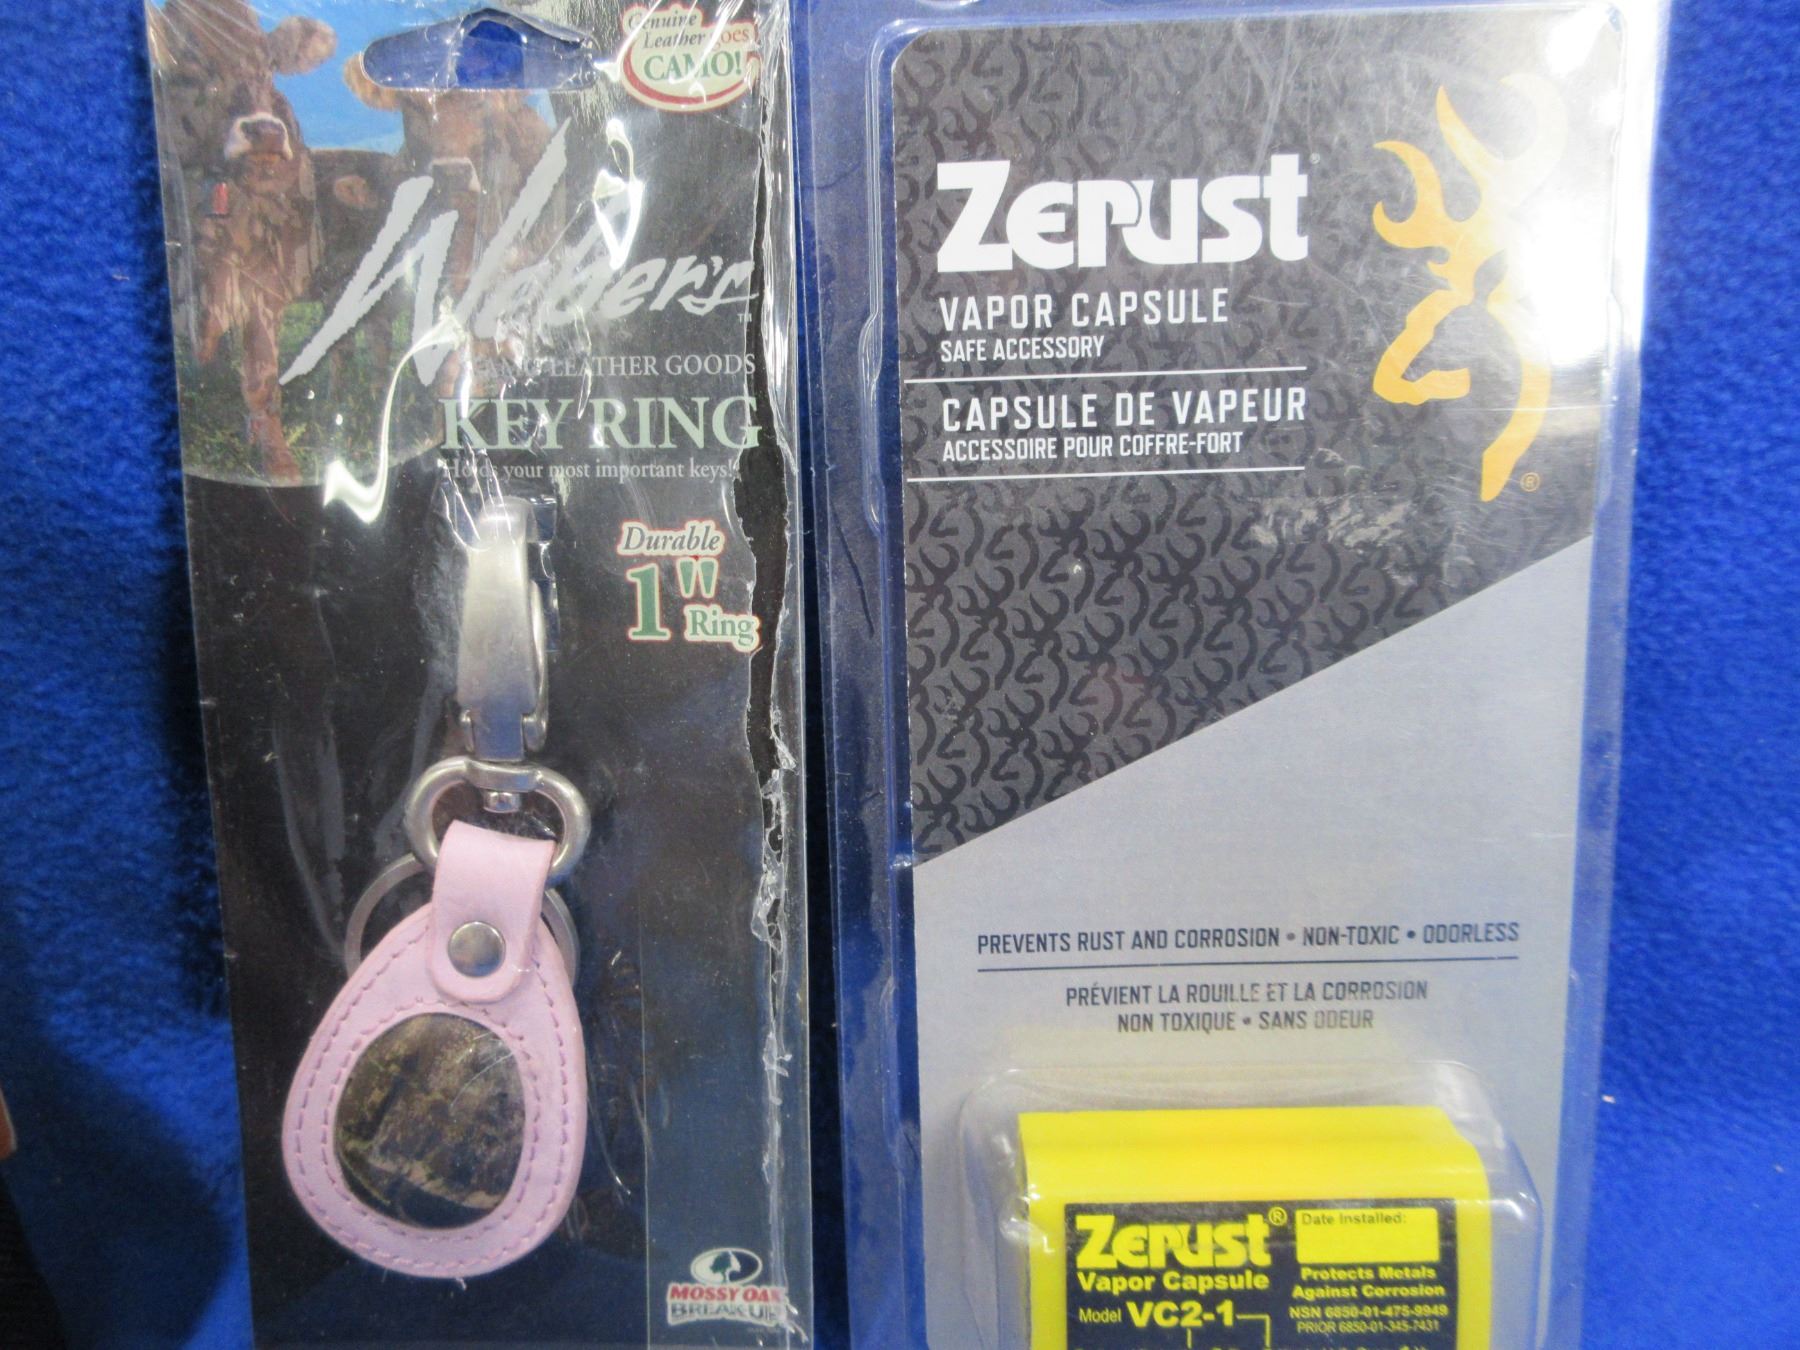 Genuine
Leather goes
CAMO!
Weber's
™
CAMO LEATHER GOODS
KEY RING
Holds your most important keys!
Durable
1"
Ring
MOSSY OAK
BREAK-UP
Zerust
VAPOR CAPSULE
SAFE ACCESSORY
CAPSULE DE VAPEUR
ACCESSOIRE POUR COFFRE-FORT
®
PREVENTS RUST AND CORROSION • NON-TOXIC • ODORLESS
PRÉVIENT LA ROUILLE ET LA CORROSION
NON TOXIQUE • SANS ODEUR
Zerust®
Vapor Capsule
Model VC2-1
Date Installed:
Protects Metals
Against Corrosion
NSN 6850-01-475-9949
PRIOR 6850-01-345-7431